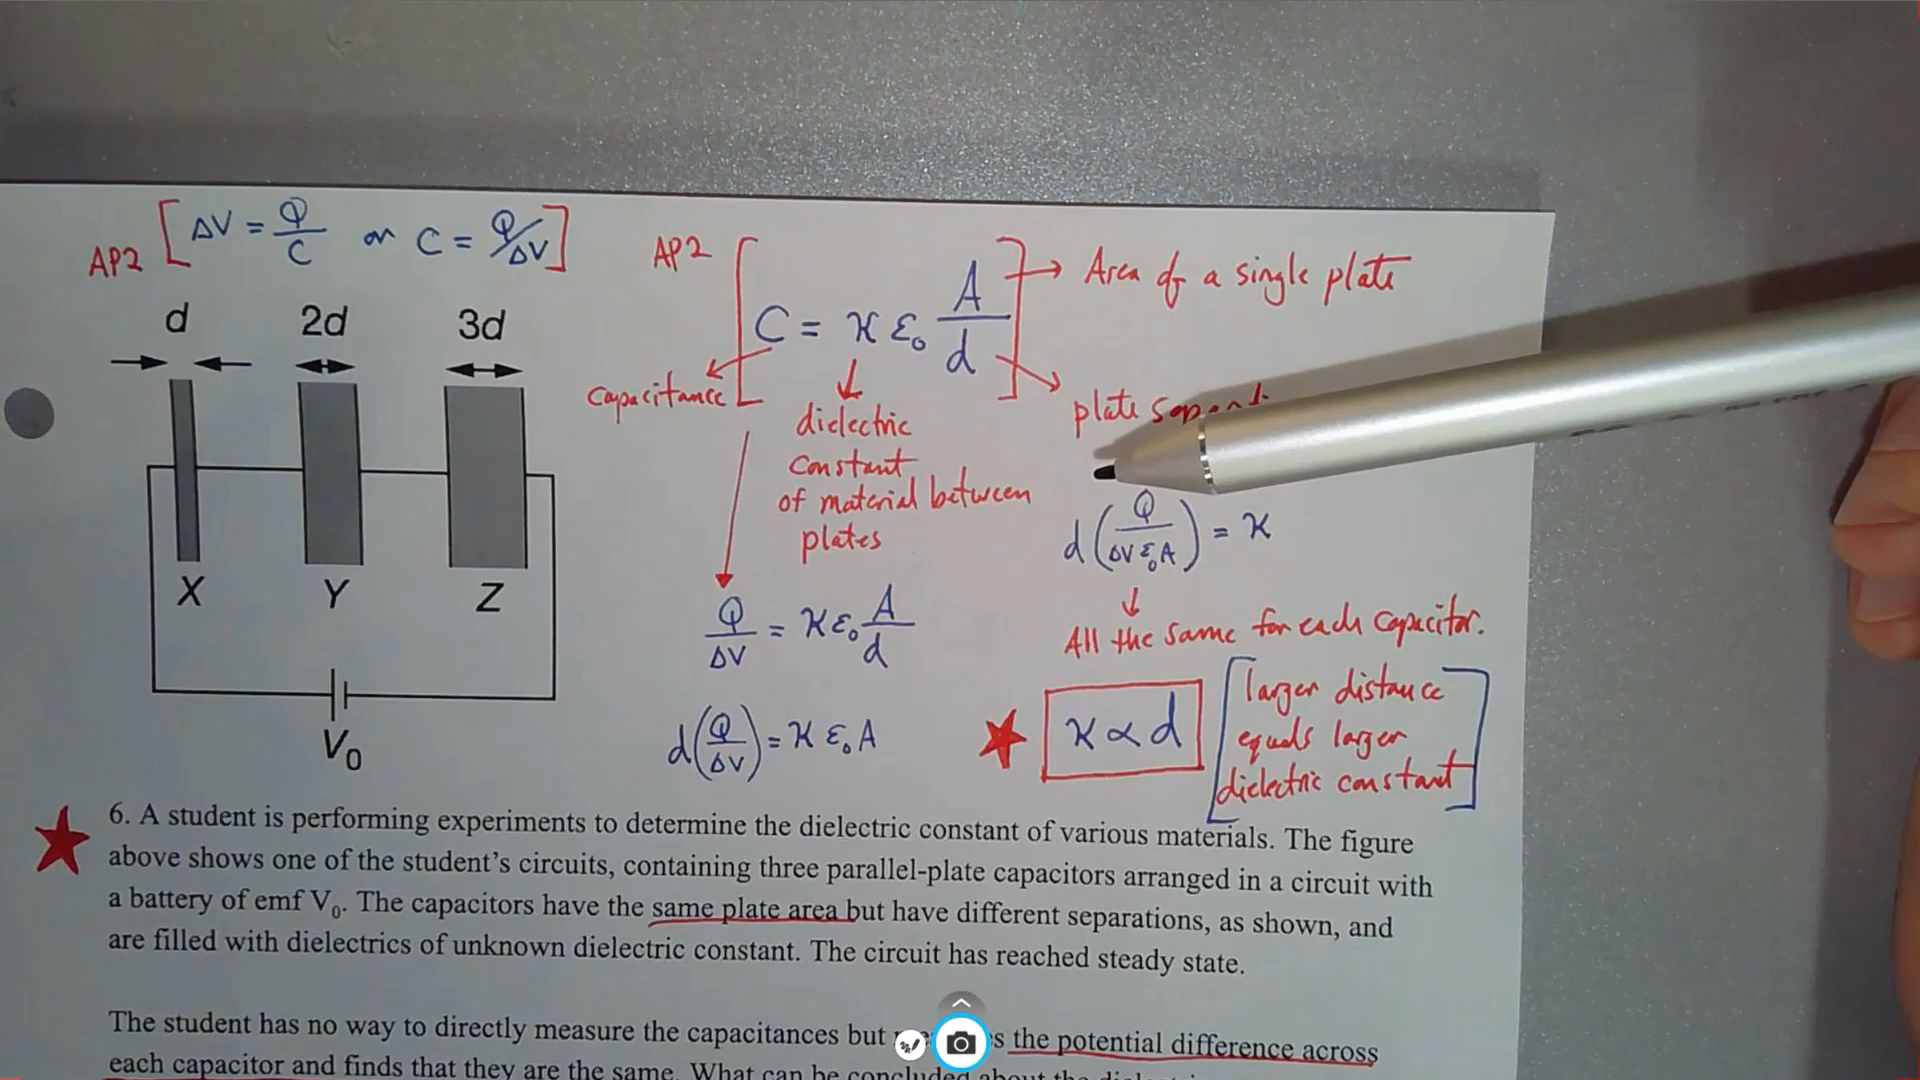 AP2 [ΔV = Q/C or C = Q/ΔV]
AP2
C = κ ε₀ A/d
Area of a single plate
capacitance
dielectric
constant
of material between
plates
plate
d 2d 3d
X Y Z
V₀
Q/ΔV = κ ε₀ A/d
d(Q/ΔV) = κ ε₀ A
d(Q/ΔV ε₀ A) = κ
All the same for each capacitor.
κ ∝ d
larger distance
equals larger
dielectric constant
6. A student is performing experiments to determine the dielectric constant of various materials. The figure
above shows one of the student's circuits, containing three parallel-plate capacitors arranged in a circuit with
a battery of emf V₀. The capacitors have the same plate area but have different separations, as shown, and
are filled with dielectrics of unknown dielectric constant. The circuit has reached steady state.
The student has no way to directly measure the capacitances but the potential difference across
each capacitor and finds that they are the same. What can be concluded about the